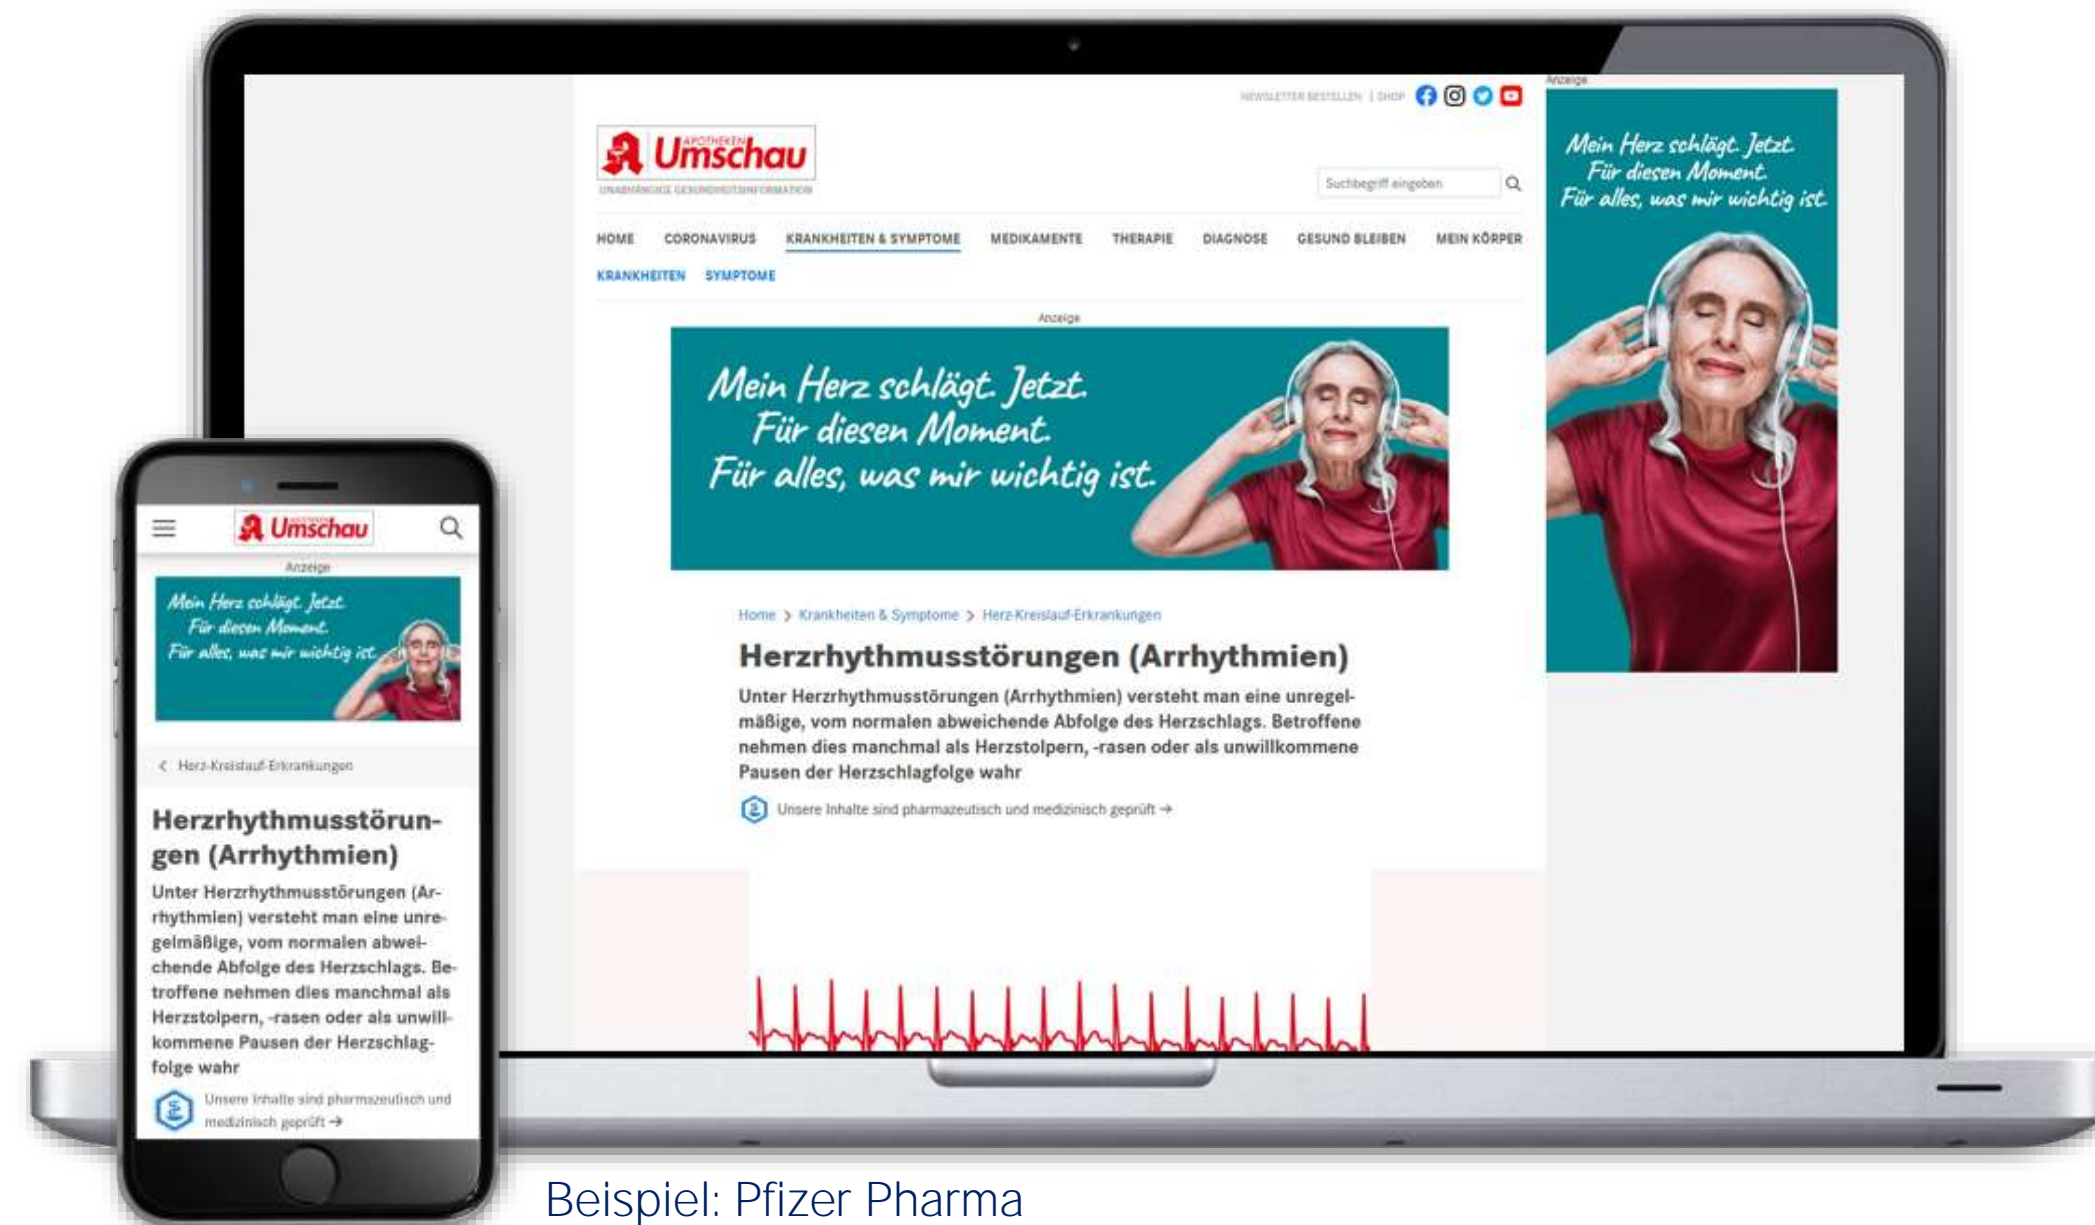 NEWSLETTER BESTELLEN | SHOP
Anzeige
APOTHEKEN
Umschau
UNABHÄNGIGE GESUNDHEITSINFORMATION
Suchbegriff eingeben
HOME CORONAVIRUS KRANKHEITEN & SYMPTOME MEDIKAMENTE THERAPIE DIAGNOSE GESUND BLEIBEN MEIN KÖRPER
KRANKHEITEN SYMPTOME
Mein Herz schlägt. Jetzt.
Für diesen Moment.
Für alles, was mir wichtig ist.
Anzeige
Mein Herz schlägt. Jetzt.
Für diesen Moment.
Für alles, was mir wichtig ist.
Home > Krankheiten & Symptome > Herz-Kreislauf-Erkrankungen
Herzrhythmusstörungen (Arrhythmien)
Unter Herzrhythmusstörungen (Arrhythmien) versteht man eine unregel-
mäßige, vom normalen abweichende Abfolge des Herzschlags. Betroffene
nehmen dies manchmal als Herzstolpern, -rasen oder als unwillkommene
Pausen der Herzschlagfolge wahr
Unsere Inhalte sind pharmazeutisch und medizinisch geprüft →
APOTHEKEN
Umschau
Anzeige
Mein Herz schlägt. Jetzt.
Für diesen Moment.
Für alles, was mir wichtig ist.
< Herz-Kreislauf-Erkrankungen
Herzrhythmusstörun-
gen (Arrhythmien)
Unter Herzrhythmusstörungen (Ar-
rhythmien) versteht man eine unre-
gelmäßige, vom normalen abwei-
chende Abfolge des Herzschlags. Be-
troffene nehmen dies manchmal als
Herzstolpern, -rasen oder als unwill-
kommene Pausen der Herzschlag-
folge wahr
Unsere Inhalte sind pharmazeutisch und
medizinisch geprüft →
Beispiel: Pfizer Pharma